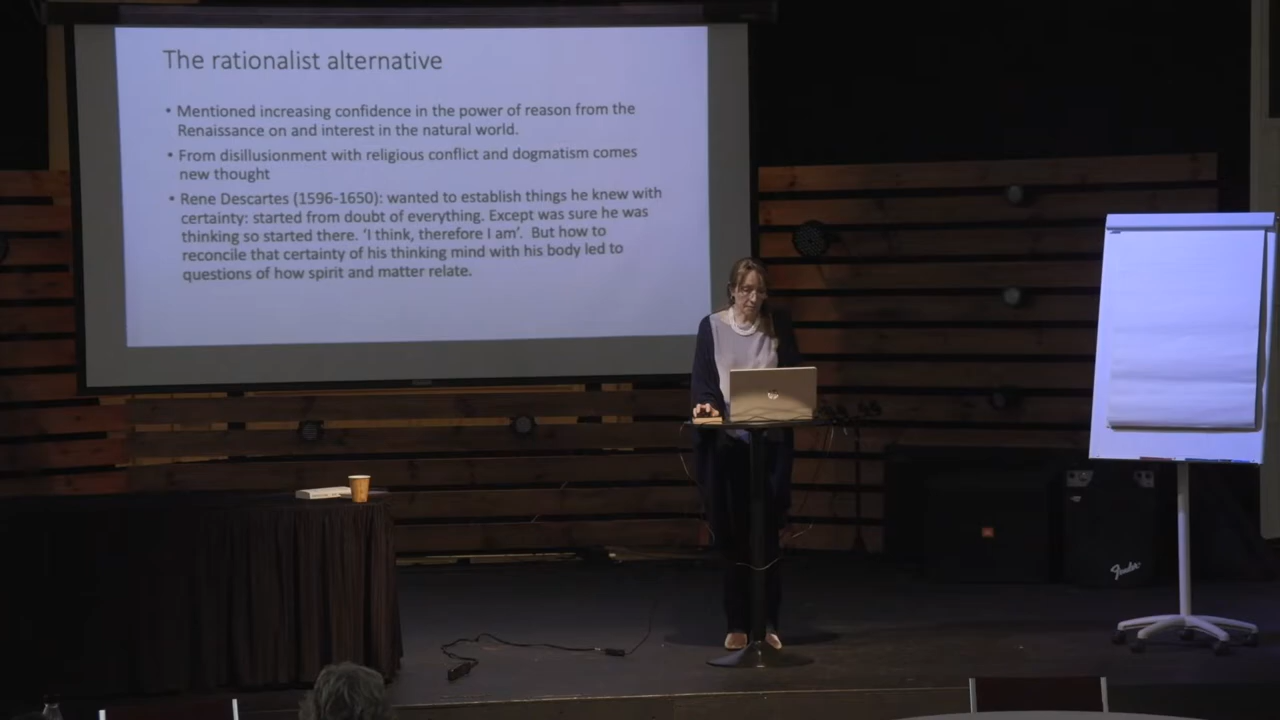 The rationalist alternative
• Mentioned increasing confidence in the power of reason from the
Renaissance on and interest in the natural world.
• From disillusionment with religious conflict and dogmatism comes
new thought
• Rene Descartes (1596-1650): wanted to establish things he knew with
certainty: started from doubt of everything. Except was sure he was
thinking so started there. 'I think, therefore I am'. But how to
reconcile that certainty of his thinking mind with his body led to
questions of how spirit and matter relate.
hp
Fender